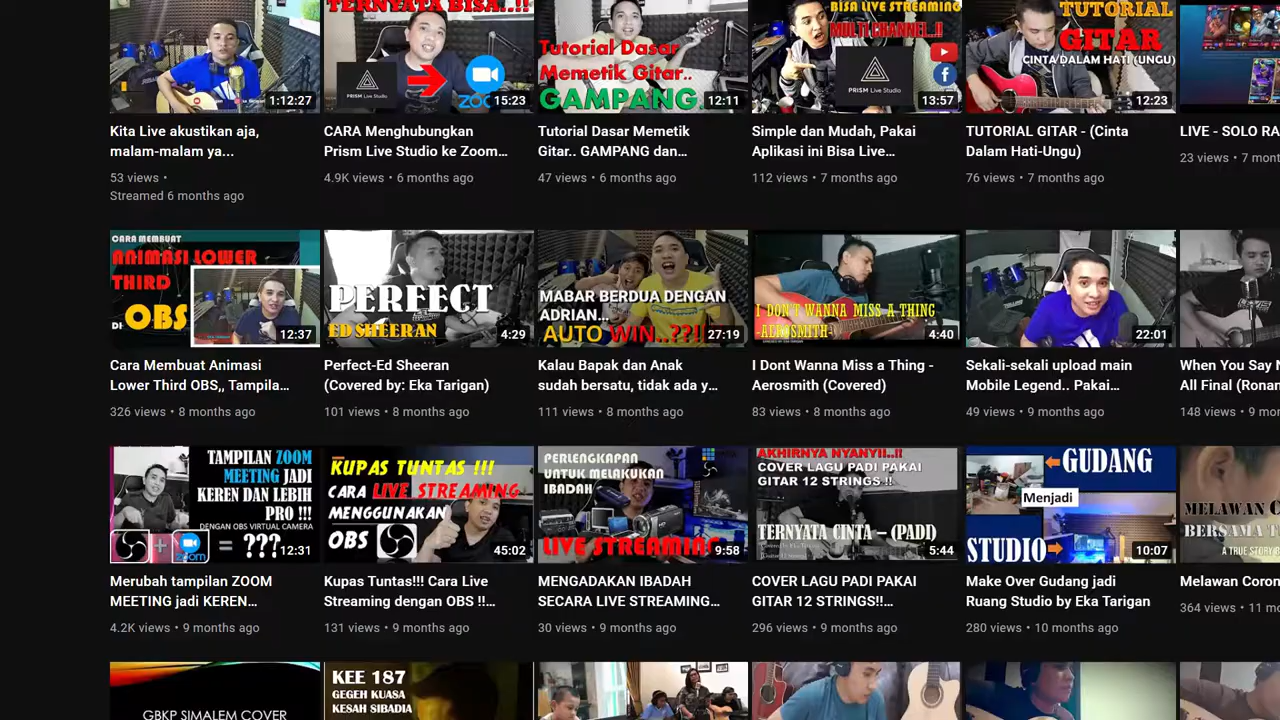 TERNYATA BISA..!!
PRISM Live Studio
ZOOM
1:12:27
15:23
Tutorial Dasar
Memetik Gitar..
GAMPANG
12:11
BISA LIVE STREAMING
MULTI CHANNEL..!!
PRISM Live Studio
13:57
TUTORIAL
GITAR
CINTA DALAM HATI (UNGU)
12:23
Kita Live akustikan aja,
malam-malam ya...
53 views •
Streamed 6 months ago
CARA Menghubungkan
Prism Live Studio ke Zoom…
4.9K views • 6 months ago
Tutorial Dasar Memetik
Gitar.. GAMPANG dan…
47 views • 6 months ago
Simple dan Mudah, Pakai
Aplikasi ini Bisa Live…
112 views • 7 months ago
TUTORIAL GITAR - (Cinta
Dalam Hati-Ungu)
76 views • 7 months ago
LIVE - SOLO RA
23 views • 7 mont
CARA MEMBUAT
ANIMASI LOWER
THIRD
DI OBS
12:37
PERFECT
ED SHEERAN
4:29
MABAR BERDUA DENGAN
ADRIAN...
AUTO WIN..??!!
27:19
I DON'T WANNA MISS A THING
-AEROSMITH-
4:40
22:01
Cara Membuat Animasi
Lower Third OBS,, Tampila…
326 views • 8 months ago
Perfect-Ed Sheeran
(Covered by: Eka Tarigan)
101 views • 8 months ago
Kalau Bapak dan Anak
sudah bersatu, tidak ada y…
111 views • 8 months ago
I Dont Wanna Miss a Thing -
Aerosmith (Covered)
83 views • 8 months ago
Sekali-sekali upload main
Mobile Legend.. Pakai…
49 views • 9 months ago
When You Say N
All Final (Ronan
148 views • 9 mo
TAMPILAN ZOOM
MEETING JADI
KEREN DAN LEBIH
PRO !!!
DENGAN OBS VIRTUAL CAMERA
+ zoom = ???
12:31
KUPAS TUNTAS !!!
CARA LIVE STREAMING
MENGGUNAKAN
OBS
45:02
PERLENGKAPAN
UNTUK MELAKUKAN
IBADAH
LIVE STREAMING
9:58
AKHIRNYA NYANYI!..!!
COVER LAGU PADI PAKAI
GITAR 12 STRINGS !!
TERNYATA CINTA – (PADI)
5:44
GUDANG
Menjadi
STUDIO
10:07
MELAWAN C
BERSAMA T
A TRUE STORY B
Merubah tampilan ZOOM
MEETING jadi KEREN…
4.2K views • 9 months ago
Kupas Tuntas!!! Cara Live
Streaming dengan OBS !!…
131 views • 9 months ago
MENGADAKAN IBADAH
SECARA LIVE STREAMING…
30 views • 9 months ago
COVER LAGU PADI PAKAI
GITAR 12 STRINGS!!…
296 views • 9 months ago
Make Over Gudang jadi
Ruang Studio by Eka Tarigan
280 views • 10 months ago
Melawan Coron
364 views • 11 mo
GBKP SIMALEM COVER
KEE 187
GEGEH KUASA
KESAH SIBADIA